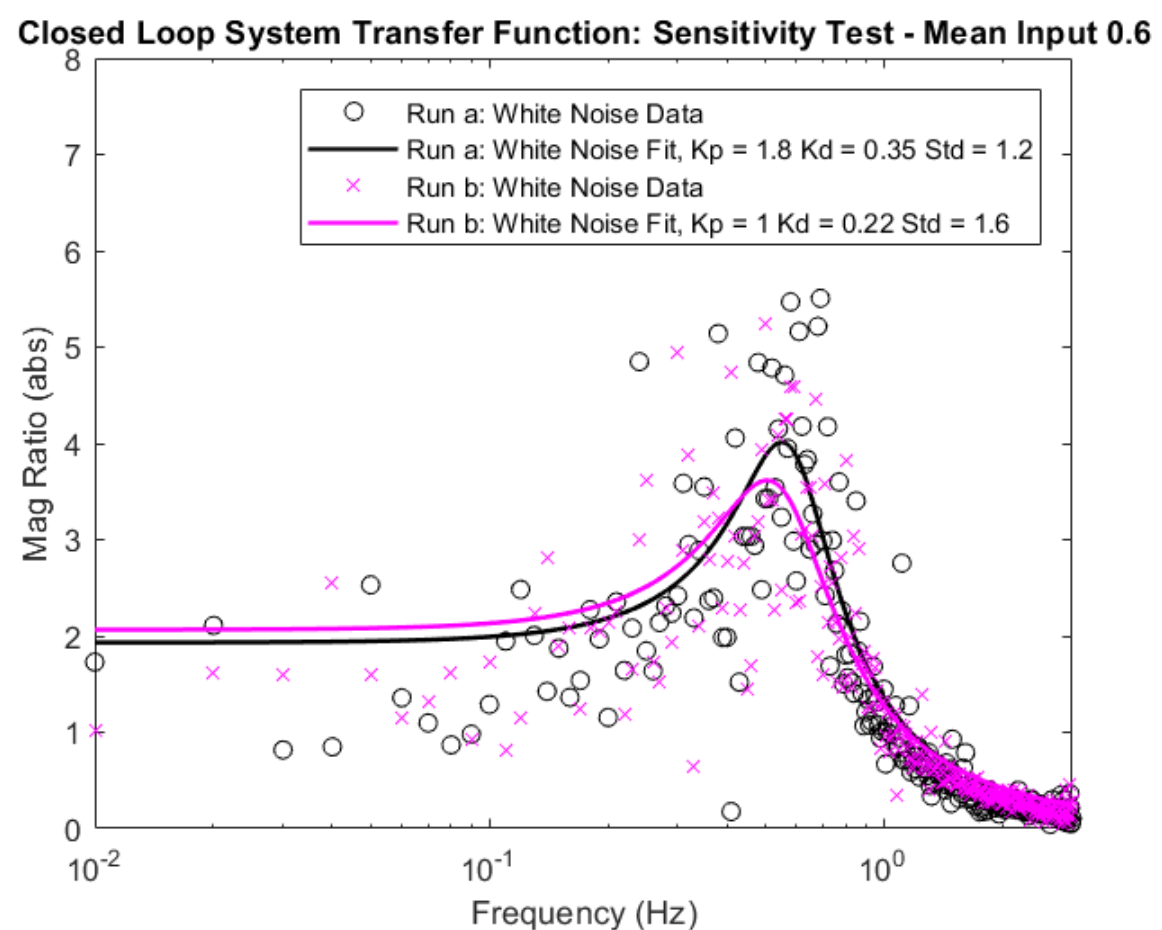 Closed Loop System Transfer Function: Sensitivity Test - Mean Input 0.6
8
Run a: White Noise Data
Run a: White Noise Fit, Kp = 1.8 Kd = 0.35 Std = 1.2
Run b: White Noise Data
Run b: White Noise Fit, Kp = 1 Kd = 0.22 Std = 1.6
7
6
5
4
3
2
1
0
Mag Ratio (abs)
10⁻² 10⁻¹ 10⁰
Frequency (Hz)